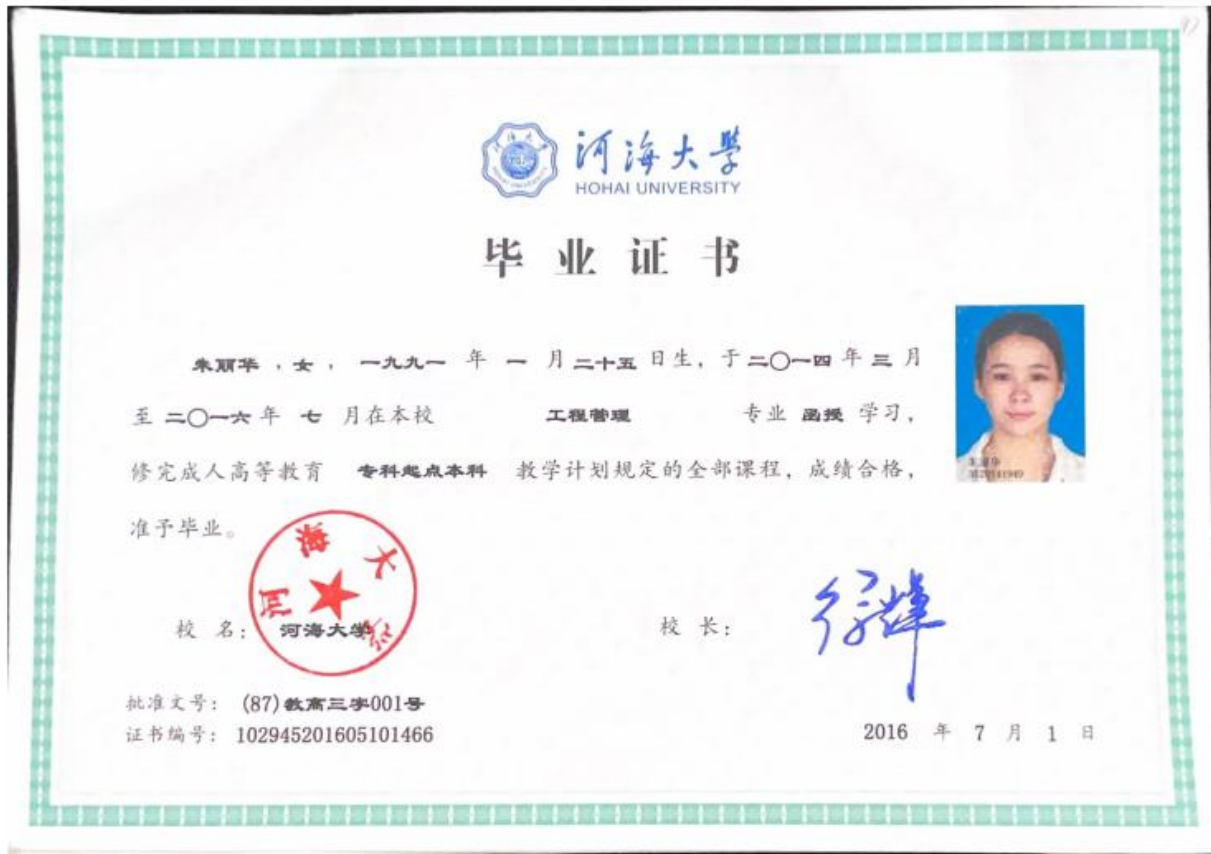 河海大學
HOHAI UNIVERSITY
毕业证书
朱丽华，女，一九九一年一月二十五日生，于二〇一四年三月
至二〇一六年七月在本校 工程管理 专业 函授 学习，
修完成人高等教育 专科起点本科 教学计划规定的全部课程，成绩合格，
准予毕业。
河海大学
校 名：河海大学
校 长：
批准文号：(87)教高三字001号
证书编号：102945201605101466
2016 年 7 月 1 日